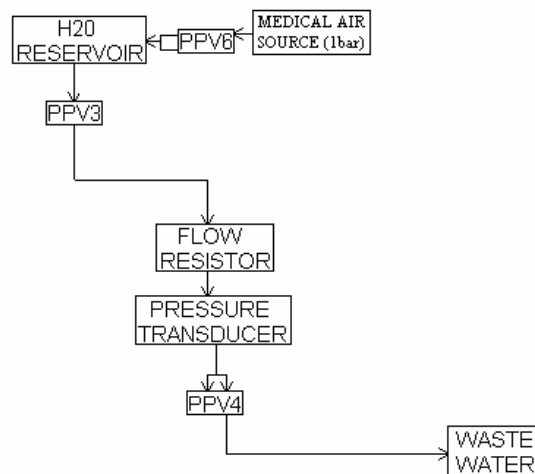 H20
RESERVOIR
PPV6
MEDICAL AIR
SOURCE (1bar)
PPV3
FLOW
RESISTOR
PRESSURE
TRANSDUCER
PPV4
WASTE
WATER